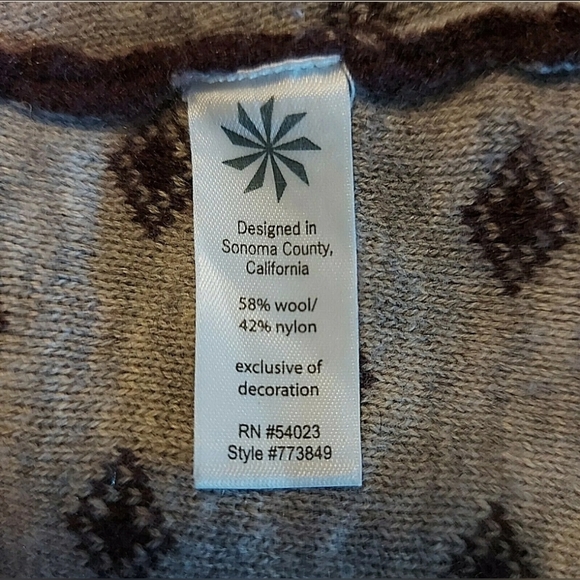 Designed in
Sonoma County,
California
58% wool/
42% nylon
exclusive of
decoration
RN #54023
Style #773849